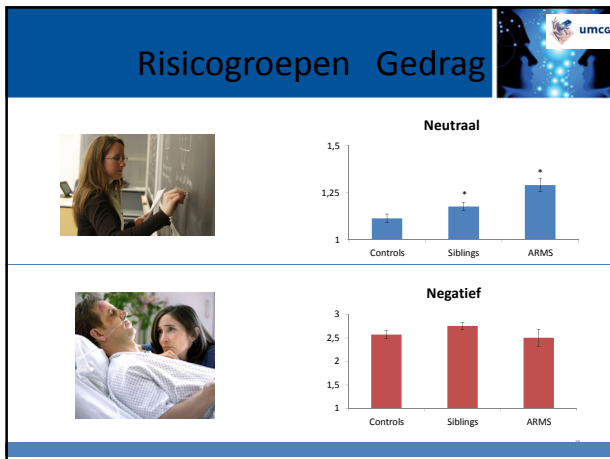 Risicogroepen Gedrag
umcG
Neutraal
1,5
1,25
1
*
*
Controls Siblings ARMS
Negatief
3
2,5
2
1,5
1
Controls Siblings ARMS